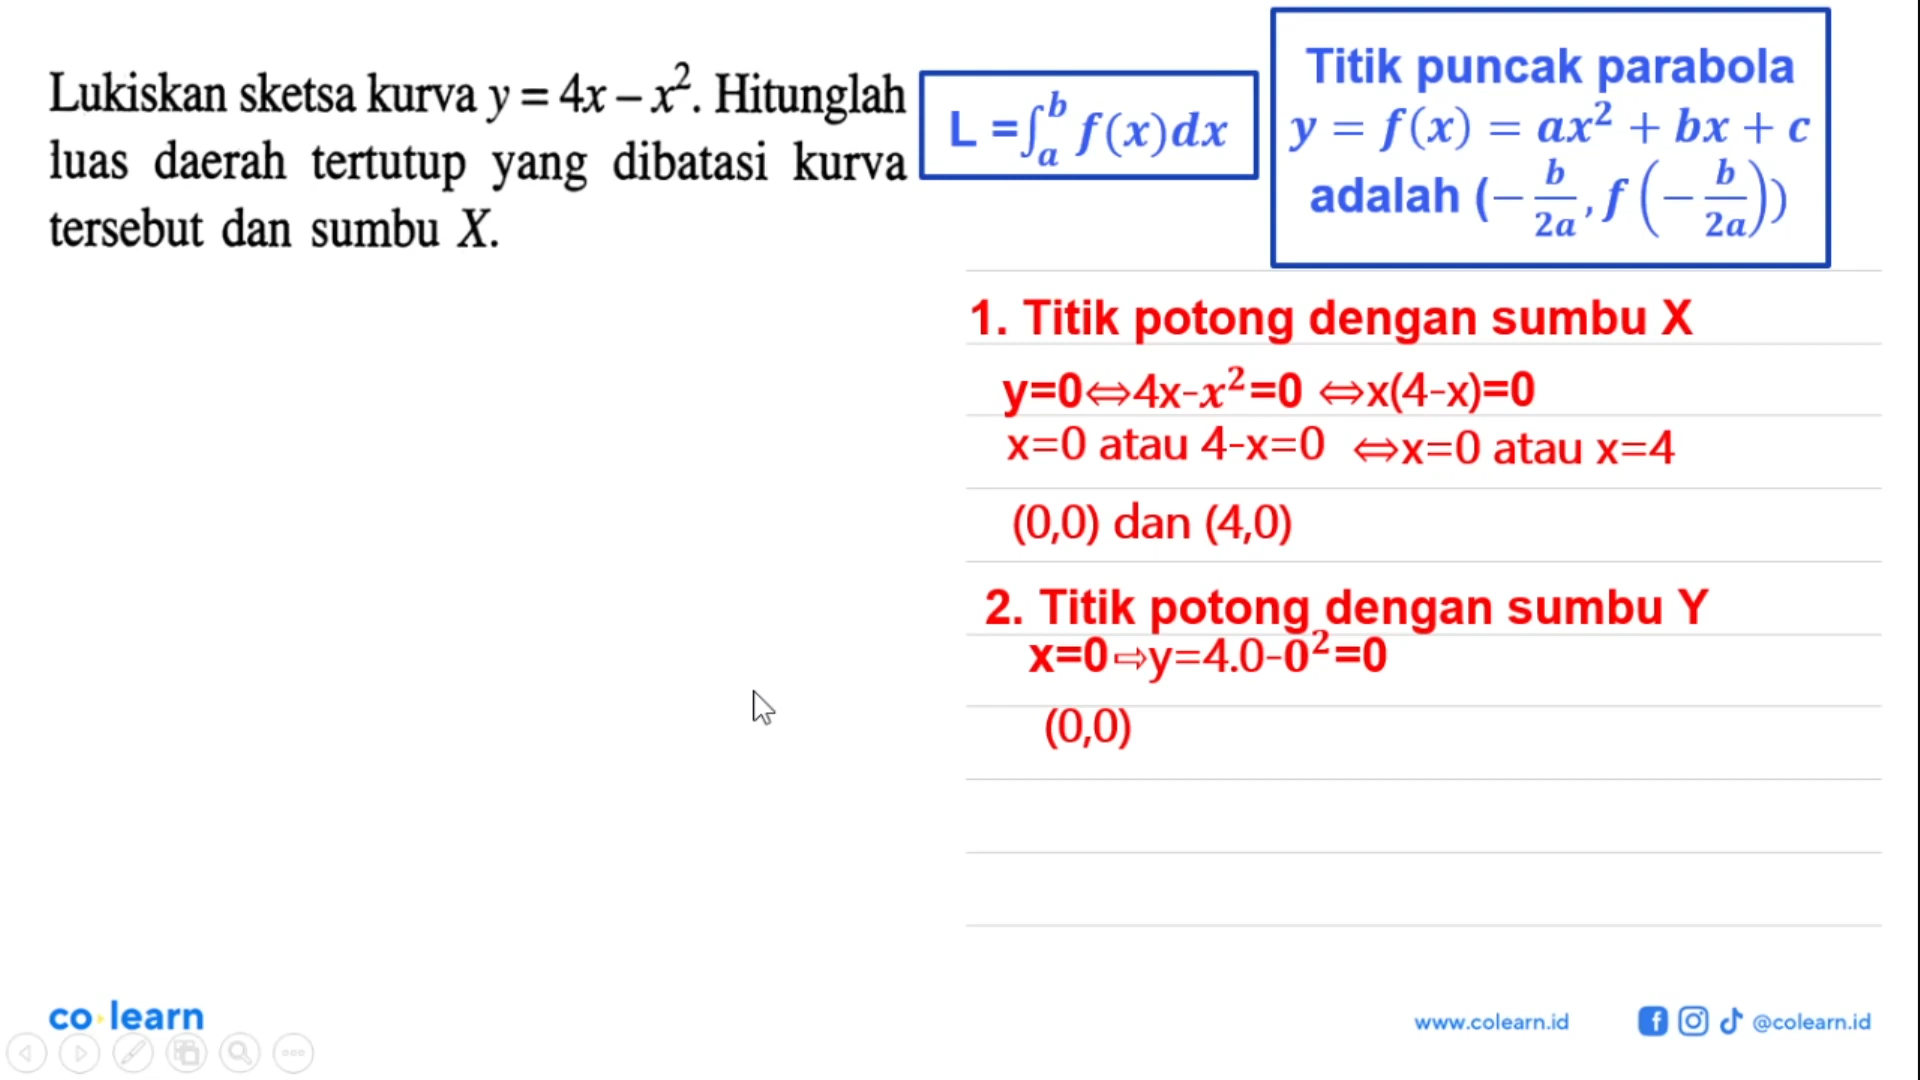 Lukiskan sketsa kurva y = 4x – x². Hitunglah
luas daerah tertutup yang dibatasi kurva
tersebut dan sumbu X.
L =∫ₐᵇ f(x)dx
Titik puncak parabola
y = f(x) = ax² + bx + c
adalah (−b/2a, f(−b/2a))
1. Titik potong dengan sumbu X
y=0⇔4x-x²=0 ⇔x(4-x)=0
x=0 atau 4-x=0 ⇔x=0 atau x=4
(0,0) dan (4,0)
2. Titik potong dengan sumbu Y
x=0⇨y=4.0-0²=0
(0,0)
co learn
www.colearn.id
@colearn.id